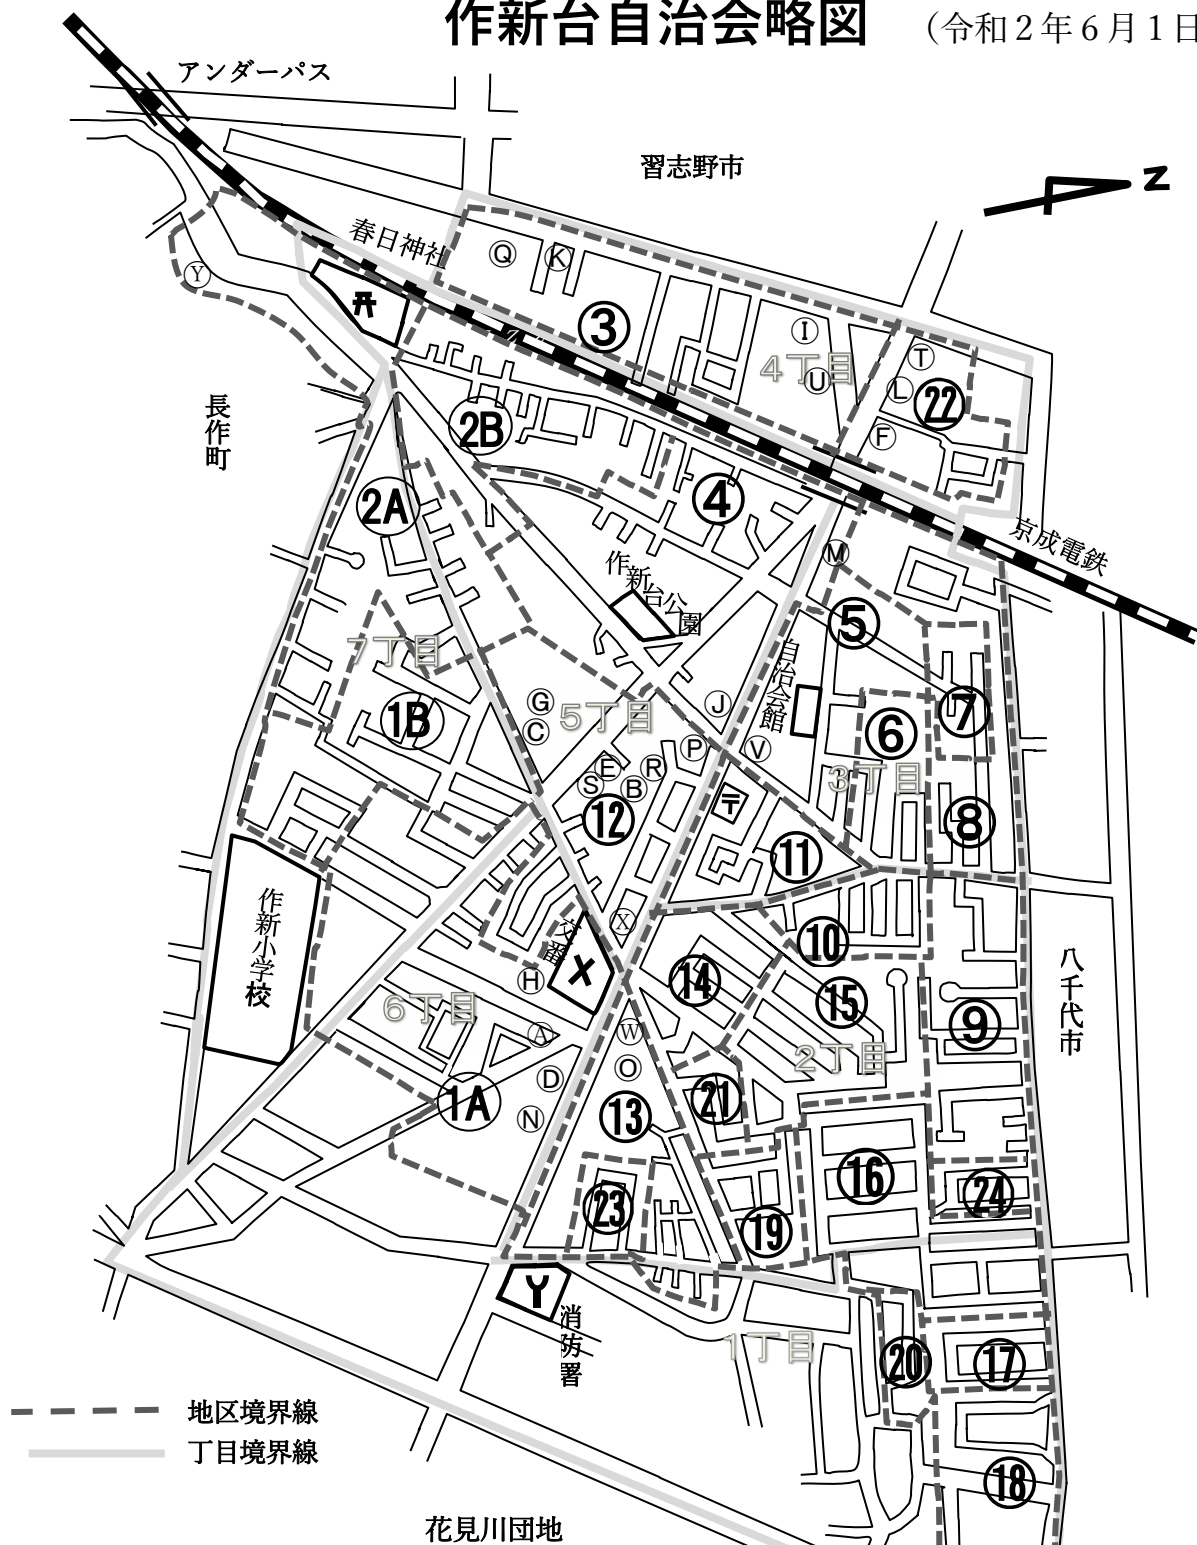 作新台自治会略図
（令和２年６月１日
アンダーパス
習志野市
N
春日神社
Q
K
Y
3
I
4丁目
U
T
L
22
F
長作町
2B
2A
4
京成電鉄
M
作新台公園
5
自治会館
7丁目
1B
G
C
5丁目
J
7
6
P
V
E
R
S
B
3丁目
〒
12
8
11
作新小学校
交番
X
X
10
14
15
H
6丁目
A
W
9
八千代市
2丁目
O
D
N
1A
13
21
16
24
23
19
Y
消防署
1丁目
20
17
地区境界線
丁目境界線
18
花見川団地